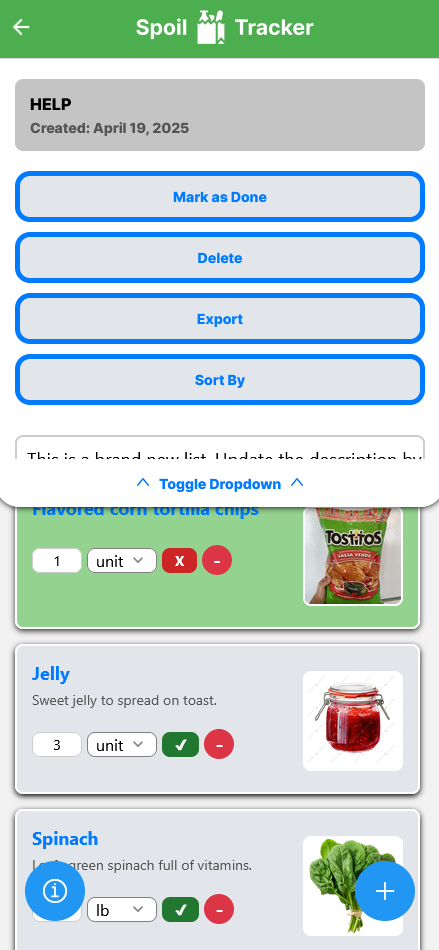 Spoil Tracker
HELP
Created: April 19, 2025
Mark as Done
Delete
Export
Sort By
This is a brand new list. Update the description by
Toggle Dropdown
Flavored corn tortilla chips
1 unit X -
TOSTITOS
SALSA VERDE
Jelly
Sweet jelly to spread on toast.
3 unit ✓ -
Spinach
green spinach full of vitamins.
lb ✓ -